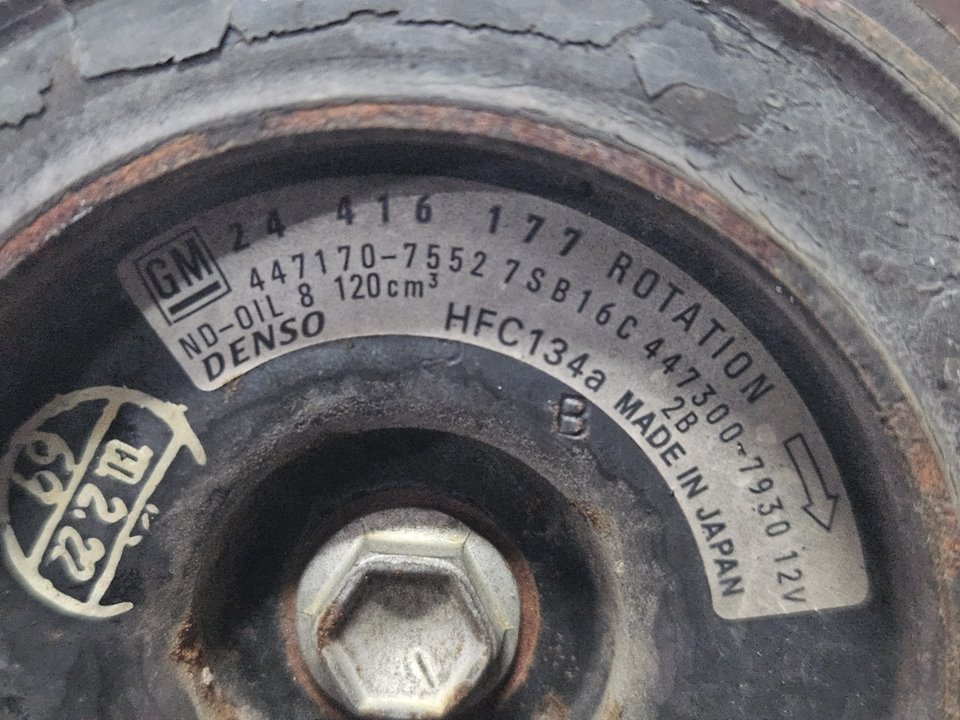 GM 24 416 177 ROTATION
447170-7552 7SB16C 447300-7930 12V
ND-OIL 8 120cm³ 2B
DENSO HFC134a MADE IN JAPAN
B
69